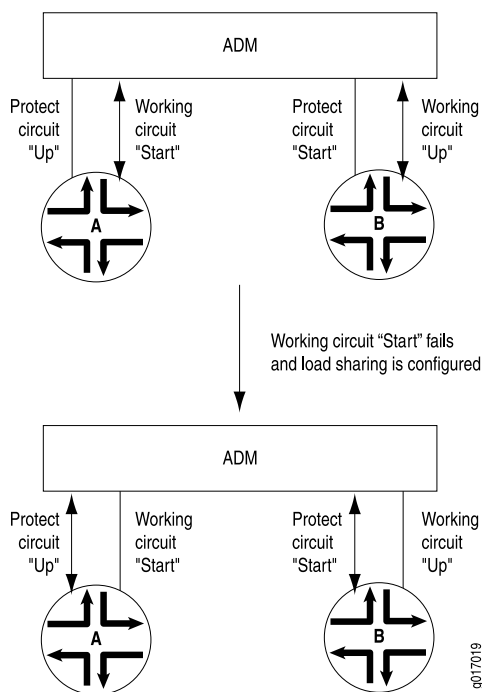 ADM
Protect
circuit
"Up"
Working
circuit
"Start"
Protect
circuit
"Start"
Working
circuit
"Up"
A
B
Working circuit “Start” fails
and load sharing is configured
ADM
Protect
circuit
"Up"
Working
circuit
"Start"
Protect
circuit
"Start"
Working
circuit
"Up"
A
B
g017019